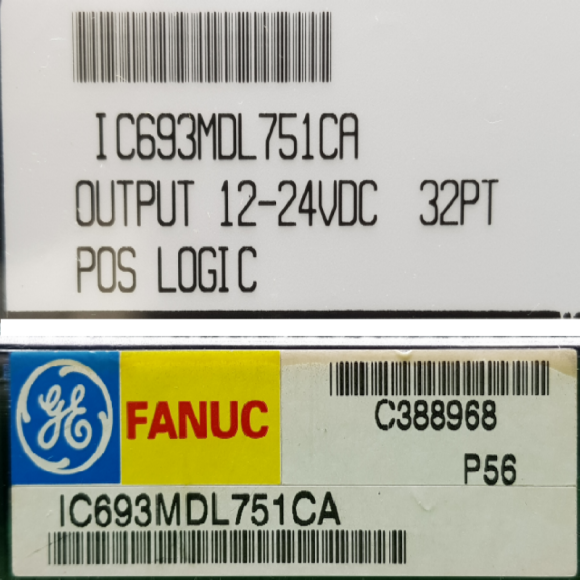 IC693MDL751CA
OUTPUT 12-24VDC 32PT
POS LOGIC
GE FANUC
C388968
P56
IC693MDL751CA